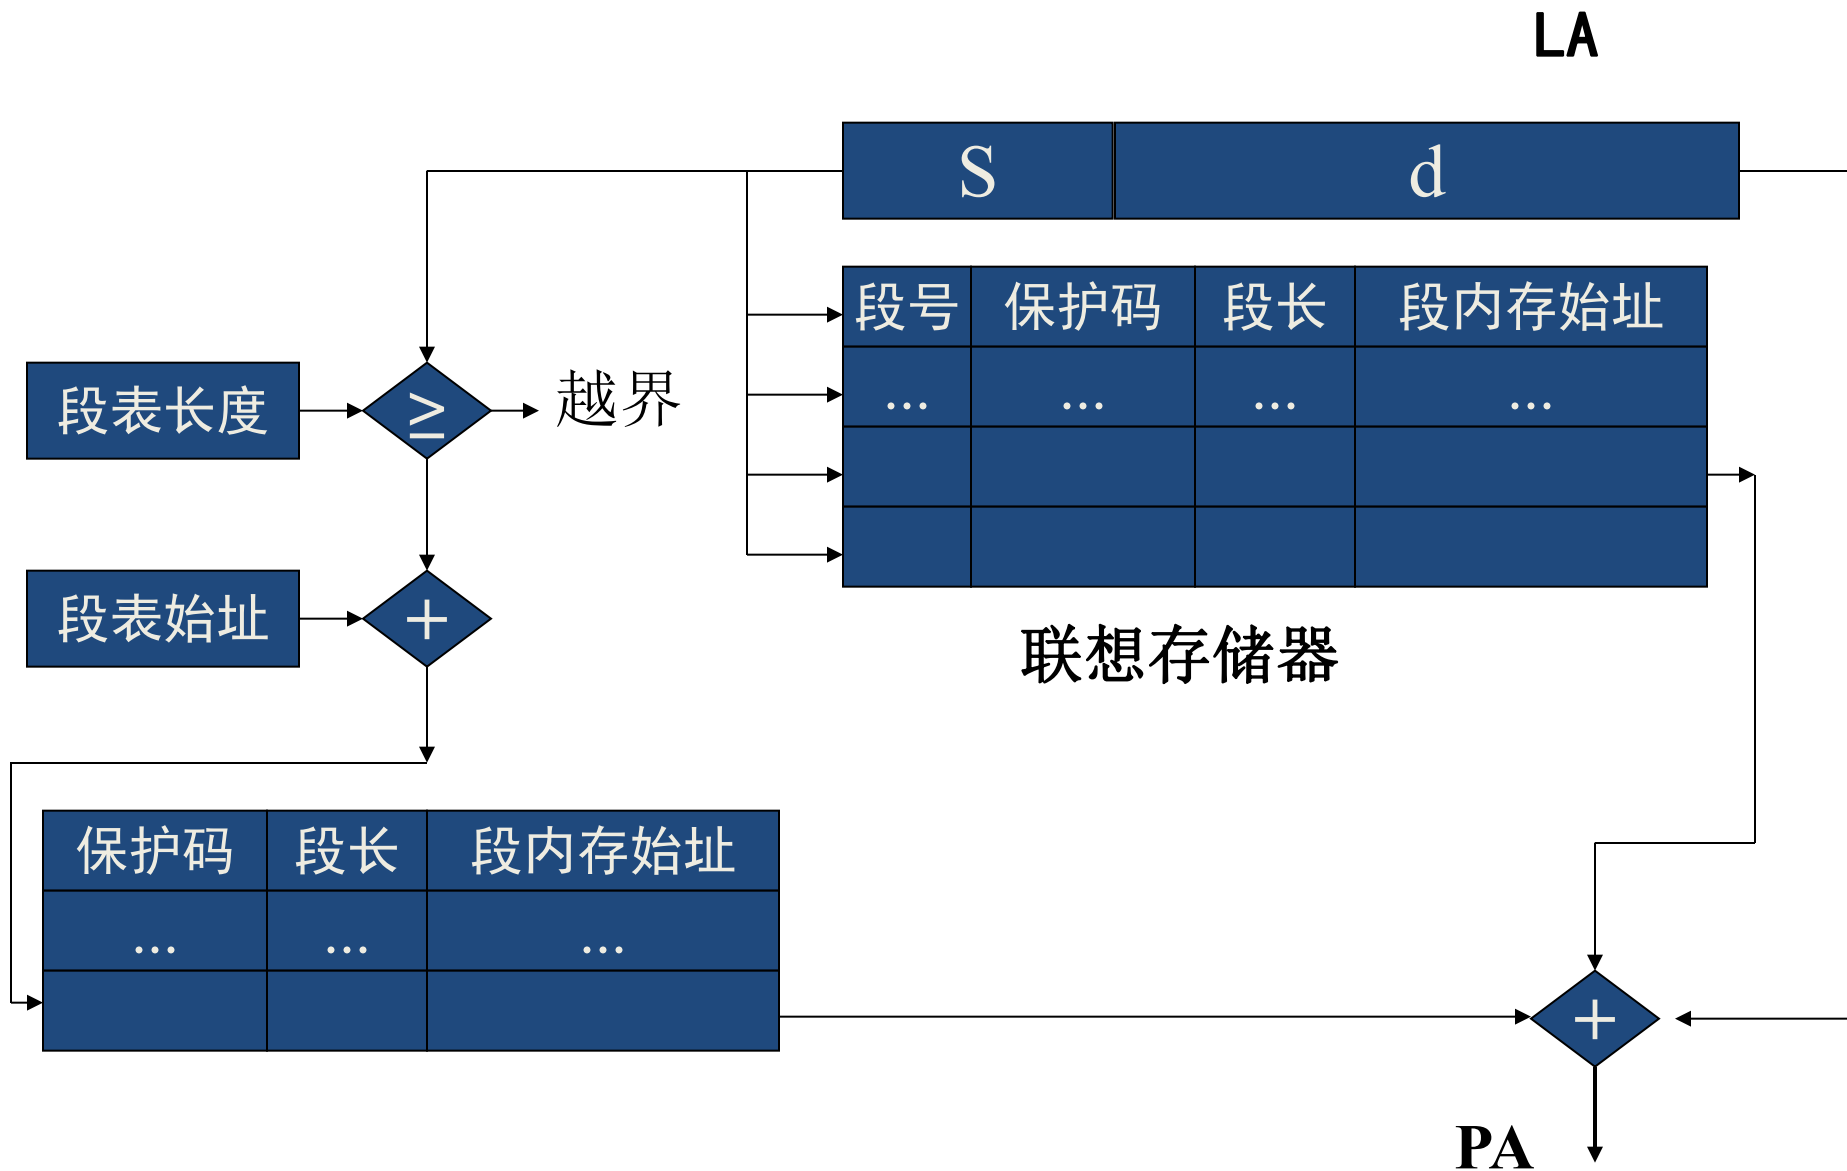 LA
S d
段号 保护码 段长 段内存始址
… … … …
段表长度 ≥ 越界
段表始址 +
联想存储器
保护码 段长 段内存始址
… … …
+
PA